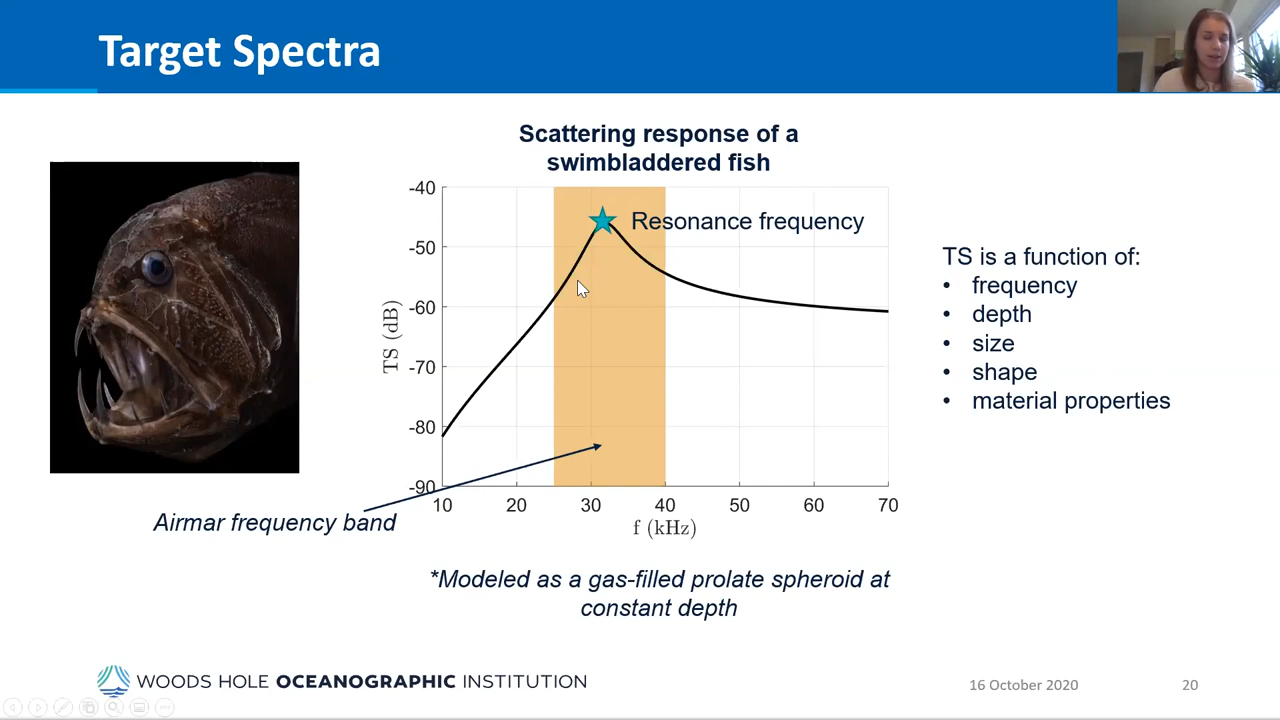 Target Spectra
Scattering response of a
swimbladdered fish
-40
-50
-60
-70
-80
-90
TS (dB)
Resonance frequency
10 20 30 40 50 60 70
f (kHz)
Airmar frequency band
*Modeled as a gas-filled prolate spheroid at
constant depth
TS is a function of:
• frequency
• depth
• size
• shape
• material properties
WOODS HOLE OCEANOGRAPHIC INSTITUTION
16 October 2020
20